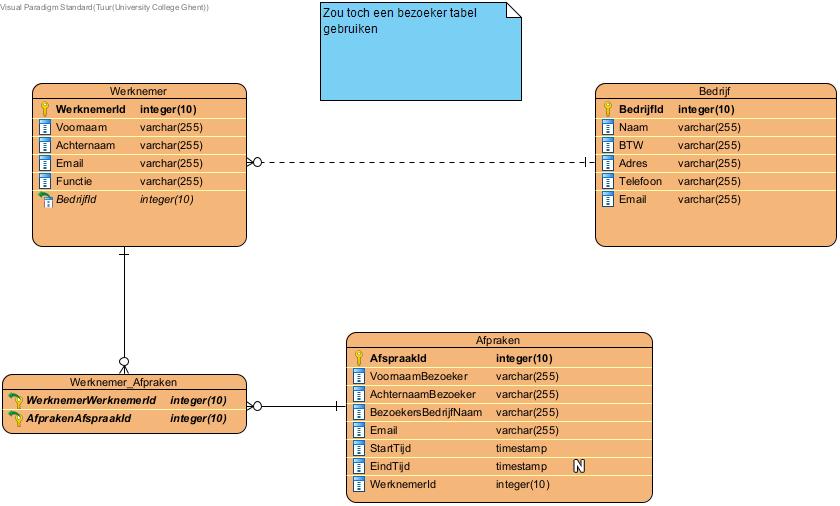 Visual Paradigm Standard(Tuur(University College Ghent))
Zou toch een bezoeker tabel
gebruiken
Werknemer
WerknemerId integer(10)
Voornaam varchar(255)
Achternaam varchar(255)
Email varchar(255)
Functie varchar(255)
BedrijfId integer(10)
Bedrijf
BedrijfId integer(10)
Naam varchar(255)
BTW varchar(255)
Adres varchar(255)
Telefoon varchar(255)
Email varchar(255)
Werknemer_Afpraken
WerknemerWerknemerId integer(10)
AfprakenAfspraakId integer(10)
Afpraken
AfspraakId integer(10)
VoornaamBezoeker varchar(255)
AchternaamBezoeker varchar(255)
BezoekersBedrijfNaam varchar(255)
Email varchar(255)
StartTijd timestamp
EindTijd timestamp N
WerknemerId integer(10)